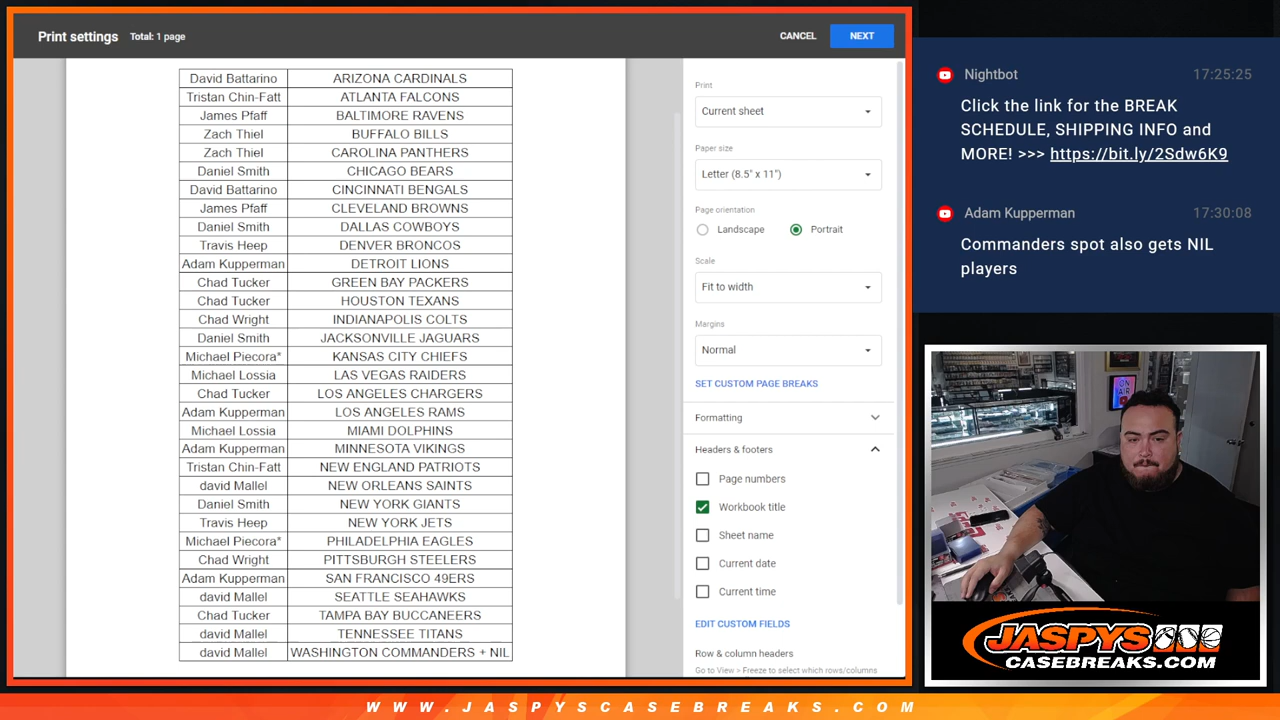 Print settings
Total: 1 page
CANCEL
NEXT
David Battarino ARIZONA CARDINALS
Tristan Chin-Fatt ATLANTA FALCONS
James Pfaff BALTIMORE RAVENS
Zach Thiel BUFFALO BILLS
Zach Thiel CAROLINA PANTHERS
Daniel Smith CHICAGO BEARS
David Battarino CINCINNATI BENGALS
James Pfaff CLEVELAND BROWNS
Daniel Smith DALLAS COWBOYS
Travis Heep DENVER BRONCOS
Adam Kupperman DETROIT LIONS
Chad Tucker GREEN BAY PACKERS
Chad Tucker HOUSTON TEXANS
Chad Wright INDIANAPOLIS COLTS
Daniel Smith JACKSONVILLE JAGUARS
Michael Piecora* KANSAS CITY CHIEFS
Michael Lossia LAS VEGAS RAIDERS
Chad Tucker LOS ANGELES CHARGERS
Adam Kupperman LOS ANGELES RAMS
Michael Lossia MIAMI DOLPHINS
Adam Kupperman MINNESOTA VIKINGS
Tristan Chin-Fatt NEW ENGLAND PATRIOTS
david Mallel NEW ORLEANS SAINTS
Daniel Smith NEW YORK GIANTS
Travis Heep NEW YORK JETS
Michael Piecora* PHILADELPHIA EAGLES
Chad Wright PITTSBURGH STEELERS
Adam Kupperman SAN FRANCISCO 49ERS
david Mallel SEATTLE SEAHAWKS
Chad Tucker TAMPA BAY BUCCANEERS
david Mallel TENNESSEE TITANS
david Mallel WASHINGTON COMMANDERS + NIL
Print
Current sheet
Paper size
Letter (8.5" x 11")
Page orientation
Landscape
Portrait
Scale
Fit to width
Margins
Normal
SET CUSTOM PAGE BREAKS
Formatting
Headers & footers
Page numbers
Workbook title
Sheet name
Current date
Current time
EDIT CUSTOM FIELDS
Row & column headers
Go to View > Freeze to select which rows/columns
Nightbot 17:25:25
Click the link for the BREAK
SCHEDULE, SHIPPING INFO and
MORE! >>> https://bit.ly/2Sdw6K9
Adam Kupperman 17:30:08
Commanders spot also gets NIL
players
ON AIR
JASPYS
CASEBREAKS.COM
WWW.JASPYSCASEBREAKS.COM